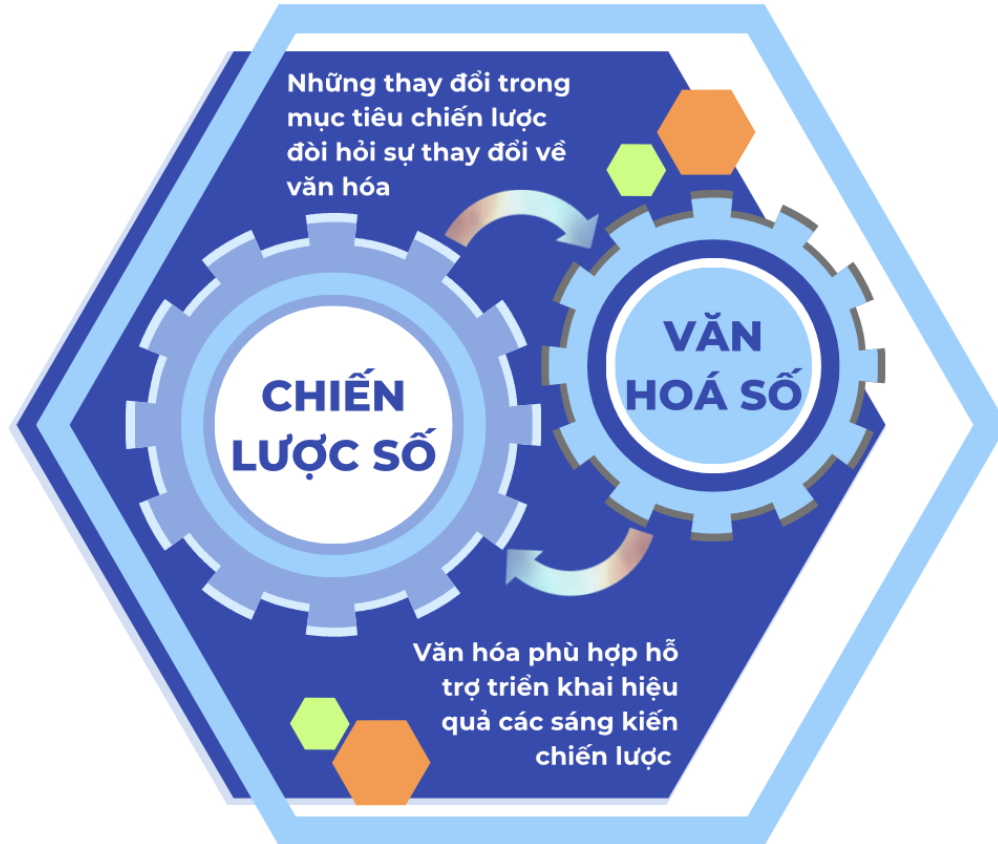 Những thay đổi trong
mục tiêu chiến lược
đòi hỏi sự thay đổi về
văn hóa
CHIẾN
LƯỢC SỐ
VĂN
HOÁ SỐ
Văn hóa phù hợp hỗ
trợ triển khai hiệu
quả các sáng kiến
chiến lược